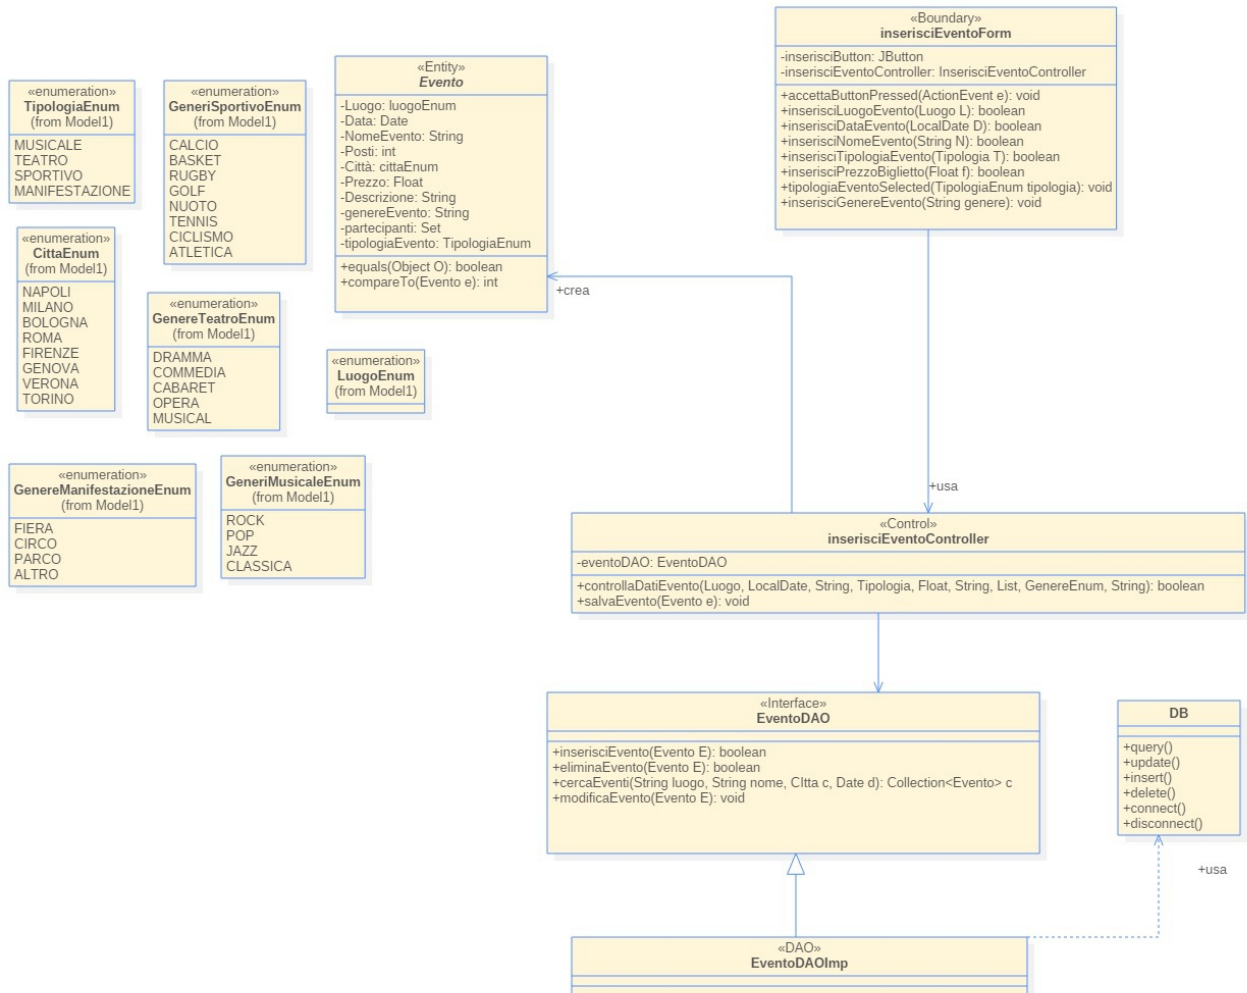 «Boundary»
inserisciEventoForm
-inserisciButton: JButton
-inserisciEventoController: InserisciEventoController
+accettaButtonPressed(ActionEvent e): void
+inserisciLuogoEvento(Luogo L): boolean
+inserisciDataEvento(LocalDate D): boolean
+inserisciNomeEvento(String N): boolean
+inserisciTipologiaEvento(Tipologia T): boolean
+inserisciPrezzoBiglietto(Float f): boolean
+tipologiaEventoSelected(TipologiaEnum tipologia): void
+inserisciGenereEvento(String genere): void
«Entity»
Evento
-Luogo: luogoEnum
-Data: Date
-NomeEvento: String
-Posti: int
-Città: cittaEnum
-Prezzo: Float
-Descrizione: String
-genereEvento: String
-partecipanti: Set
-tipologiaEvento: TipologiaEnum
+equals(Object O): boolean
+compareTo(Evento e): int
«enumeration»
TipologiaEnum
(from Model1)
MUSICALE
TEATRO
SPORTIVO
MANIFESTAZIONE
«enumeration»
GeneriSportivoEnum
(from Model1)
CALCIO
BASKET
RUGBY
GOLF
NUOTO
TENNIS
CICLISMO
ATLETICA
«enumeration»
CittaEnum
(from Model1)
NAPOLI
MILANO
BOLOGNA
ROMA
FIRENZE
GENOVA
VERONA
TORINO
«enumeration»
GenereTeatroEnum
(from Model1)
DRAMMA
COMMEDIA
CABARET
OPERA
MUSICAL
+crea
«enumeration»
LuogoEnum
(from Model1)
«enumeration»
GenereManifestazioneEnum
(from Model1)
FIERA
CIRCO
PARCO
ALTRO
«enumeration»
GeneriMusicaleEnum
(from Model1)
ROCK
POP
JAZZ
CLASSICA
+usa
«Control»
inserisciEventoController
-eventoDAO: EventoDAO
+controllaDatiEvento(Luogo, LocalDate, String, Tipologia, Float, String, List, GenereEnum, String): boolean
+salvaEvento(Evento e): void
«Interface»
EventoDAO
+inserisciEvento(Evento E): boolean
+eliminaEvento(Evento E): boolean
+cercaEventi(String luogo, String nome, CItta c, Date d): Collection<Evento> c
+modificaEvento(Evento E): void
DB
+query()
+update()
+insert()
+delete()
+connect()
+disconnect()
+usa
«DAO»
EventoDAOImp